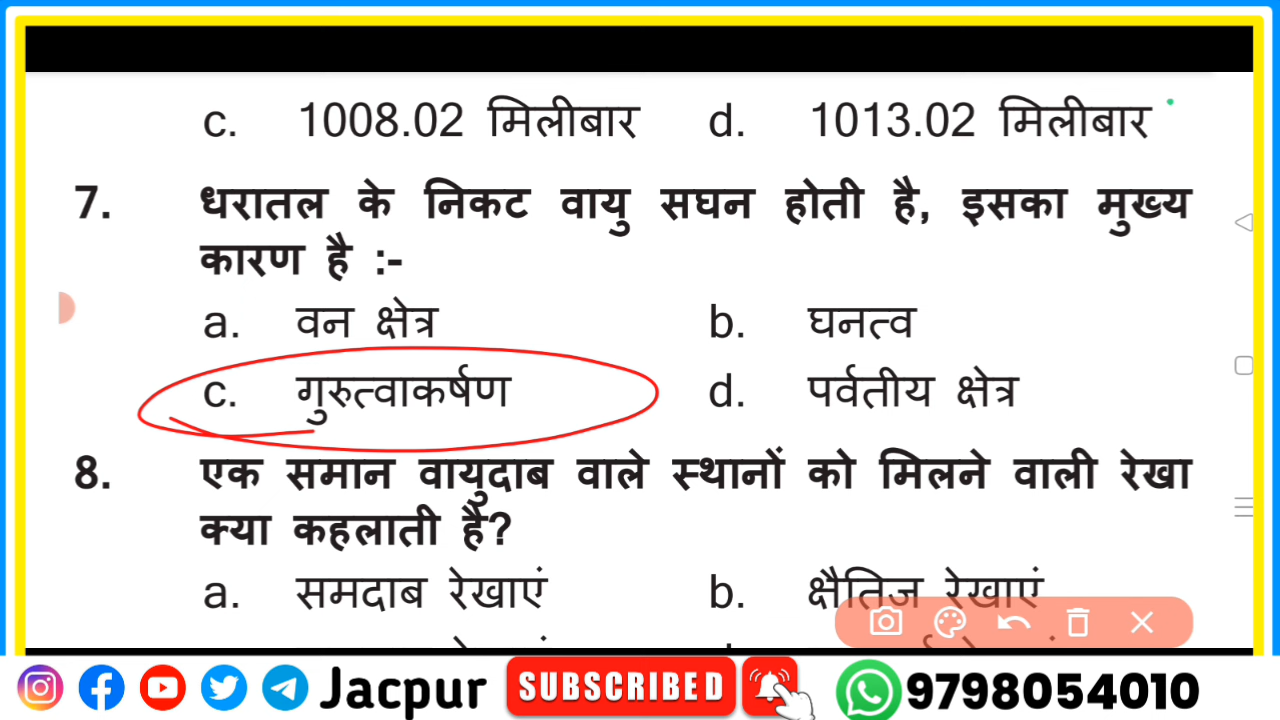 c. 1008.02 मिलीबार d. 1013.02 मिलीबार
7. धरातल के निकट वायु सघन होती है, इसका मुख्य
कारण है :-
a. वन क्षेत्र b. घनत्व
c. गुरुत्वाकर्षण d. पर्वतीय क्षेत्र
8. एक समान वायुदाब वाले स्थानों को मिलने वाली रेखा
क्या कहलाती है?
a. समदाब रेखाएं b. क्षैतिज रेखाएं
Jacpur SUBSCRIBED 9798054010